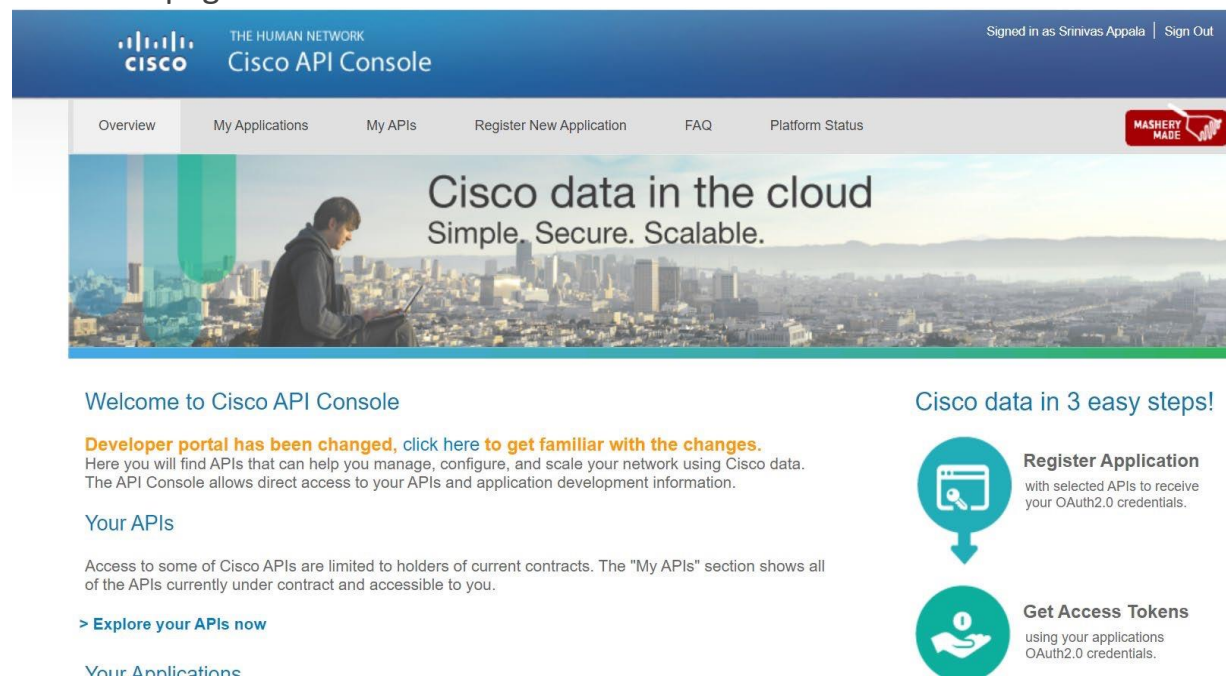 THE HUMAN NETWORK
Signed in as Srinivas Appala | Sign Out
CISCO
Cisco API Console
Overview My Applications My APIs Register New Application FAQ Platform Status
MASHERY
MADE
Cisco data in the cloud
Simple. Secure. Scalable.
Welcome to Cisco API Console
Developer portal has been changed, click here to get familiar with the changes.
Here you will find APIs that can help you manage, configure, and scale your network using Cisco data.
The API Console allows direct access to your APIs and application development information.
Your APIs
Access to some of Cisco APIs are limited to holders of current contracts. The "My APIs" section shows all
of the APIs currently under contract and accessible to you.
> Explore your APIs now
Your Applications
Cisco data in 3 easy steps!
Register Application
with selected APIs to receive
your OAuth2.0 credentials.
Get Access Tokens
using your applications
OAuth2.0 credentials.